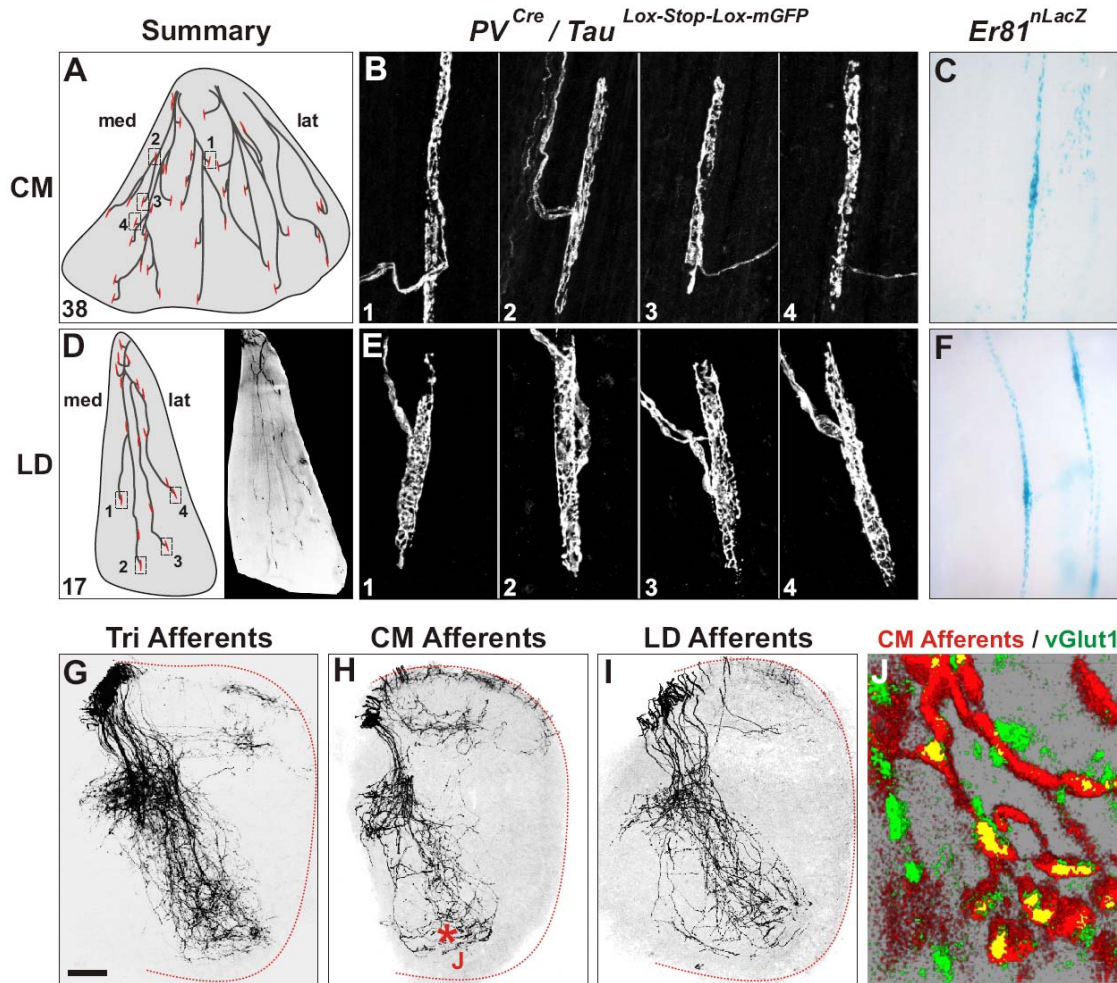 Summary
PV Cre / Tau Lox-Stop-Lox-mGFP
Er81 nLacZ
CM
A
med
lat
1
2
3
4
38
B
1
2
3
4
C
LD
D
med
lat
1
2
3
4
17
E
1
2
3
4
F
Tri Afferents
CM Afferents
LD Afferents
CM Afferents / vGlut1
G
H
J
I
J